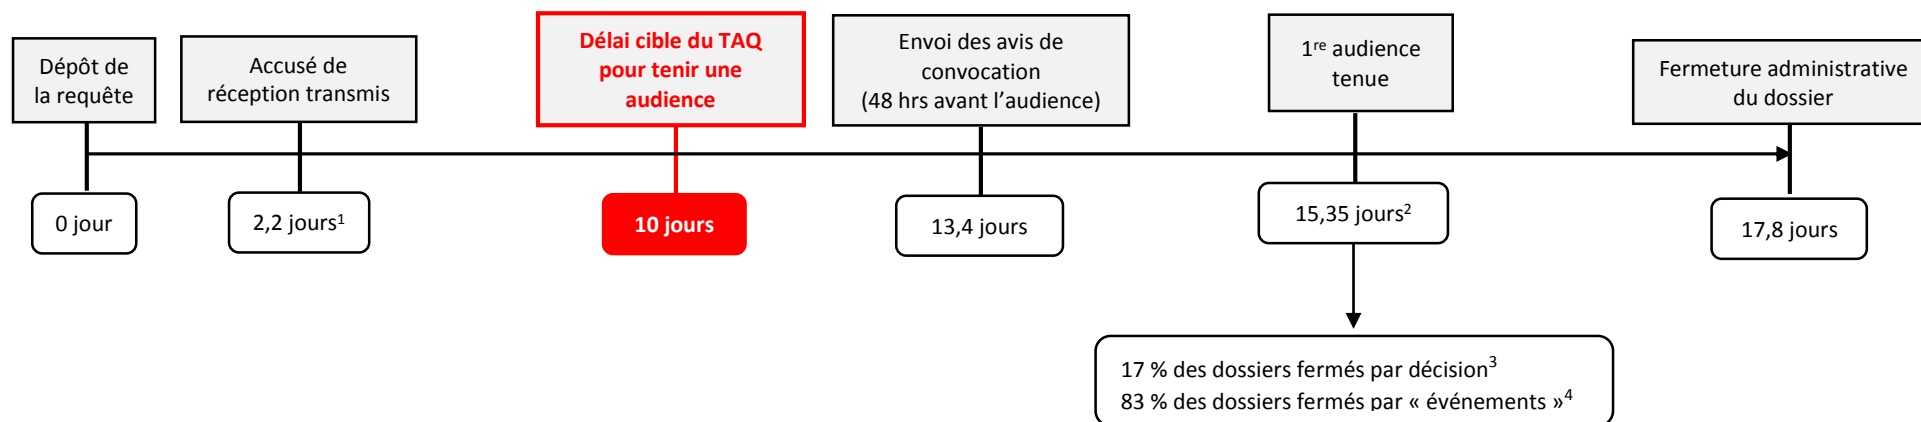 Dépôt de
la requête
Accusé de
réception transmis
Délai cible du TAQ
pour tenir une
audience
Envoi des avis de
convocation
(48 hrs avant l’audience)
1re audience
tenue
Fermeture administrative
du dossier
0 jour
2,2 jours1
10 jours
13,4 jours
15,35 jours2
17,8 jours
17 % des dossiers fermés par décision3
83 % des dossiers fermés par « événements »4